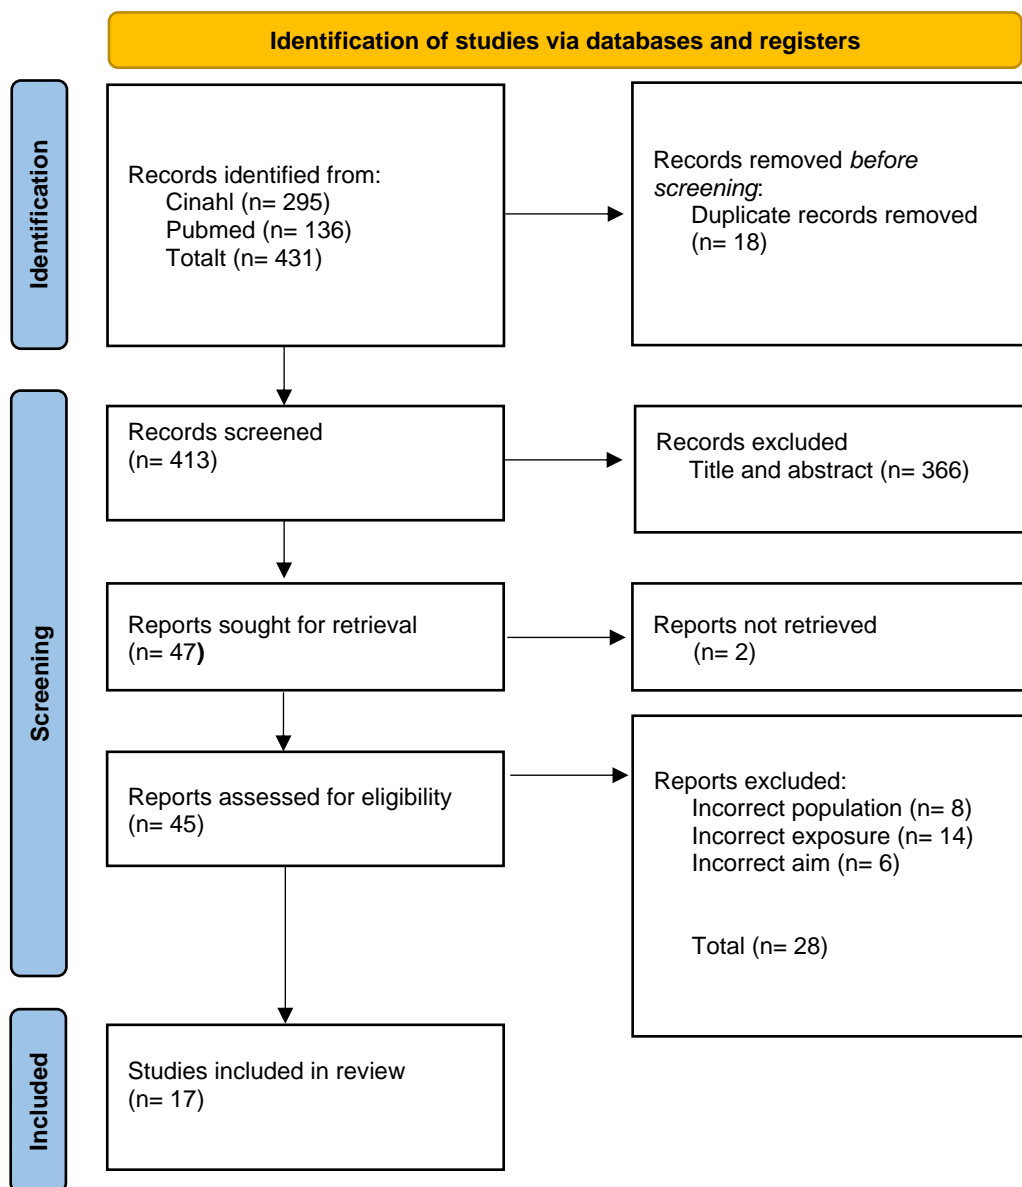 Identification of studies via databases and registers
Identification
Records identified from:
Cinahl (n= 295)
Pubmed (n= 136)
Totalt (n= 431)
Records removed before
screening:
Duplicate records removed
(n= 18)
Screening
Records screened
(n= 413)
Records excluded
Title and abstract (n= 366)
Reports sought for retrieval
(n= 47)
Reports not retrieved
(n= 2)
Reports assessed for eligibility
(n= 45)
Reports excluded:
Incorrect population (n= 8)
Incorrect exposure (n= 14)
Incorrect aim (n= 6)
Total (n= 28)
Included
Studies included in review
(n= 17)